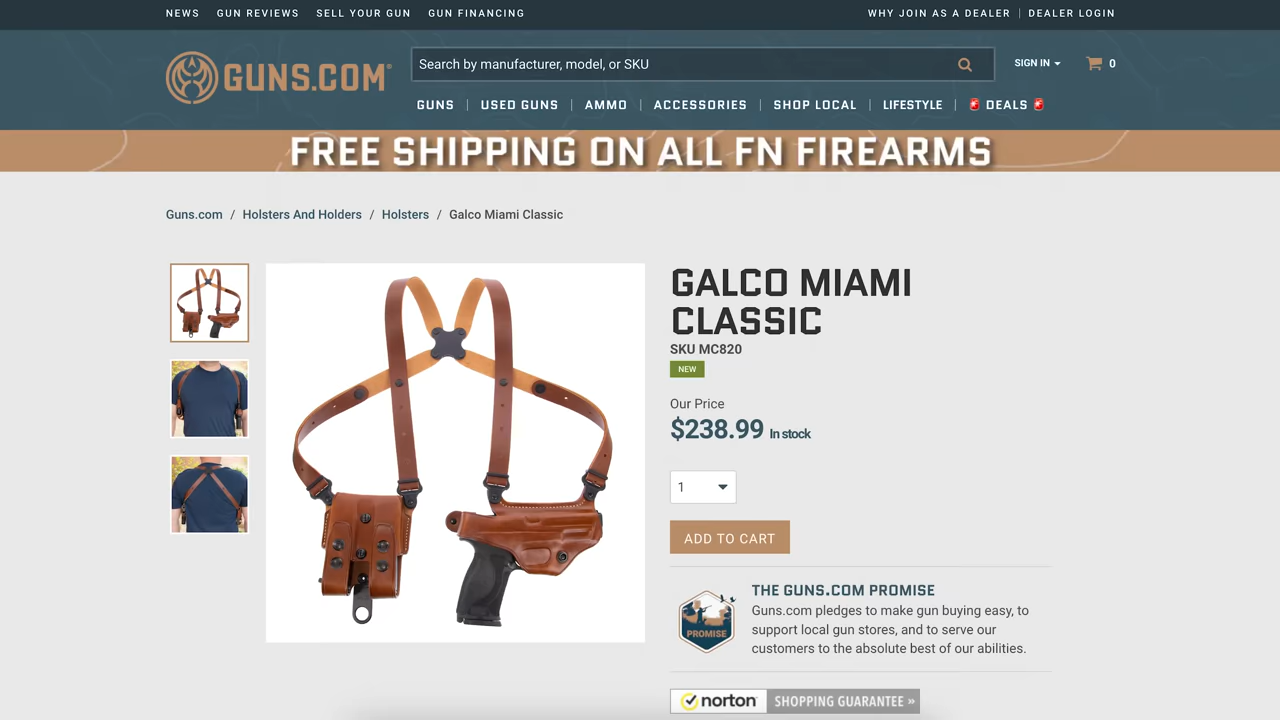 NEWS GUN REVIEWS SELL YOUR GUN GUN FINANCING WHY JOIN AS A DEALER | DEALER LOGIN
GUNS.COM®
Search by manufacturer, model, or SKU
SIGN IN 0
GUNS | USED GUNS | AMMO | ACCESSORIES | SHOP LOCAL | LIFESTYLE | 🚨 DEALS 🚨
FREE SHIPPING ON ALL FN FIREARMS
Guns.com / Holsters And Holders / Holsters / Galco Miami Classic
GALCO MIAMI
CLASSIC
SKU MC820
NEW
Our Price
$238.99 In stock
1
ADD TO CART
THE GUNS.COM PROMISE
Guns.com pledges to make gun buying easy, to
support local gun stores, and to serve our
customers to the absolute best of our abilities.
PROMISE
norton SHOPPING GUARANTEE »